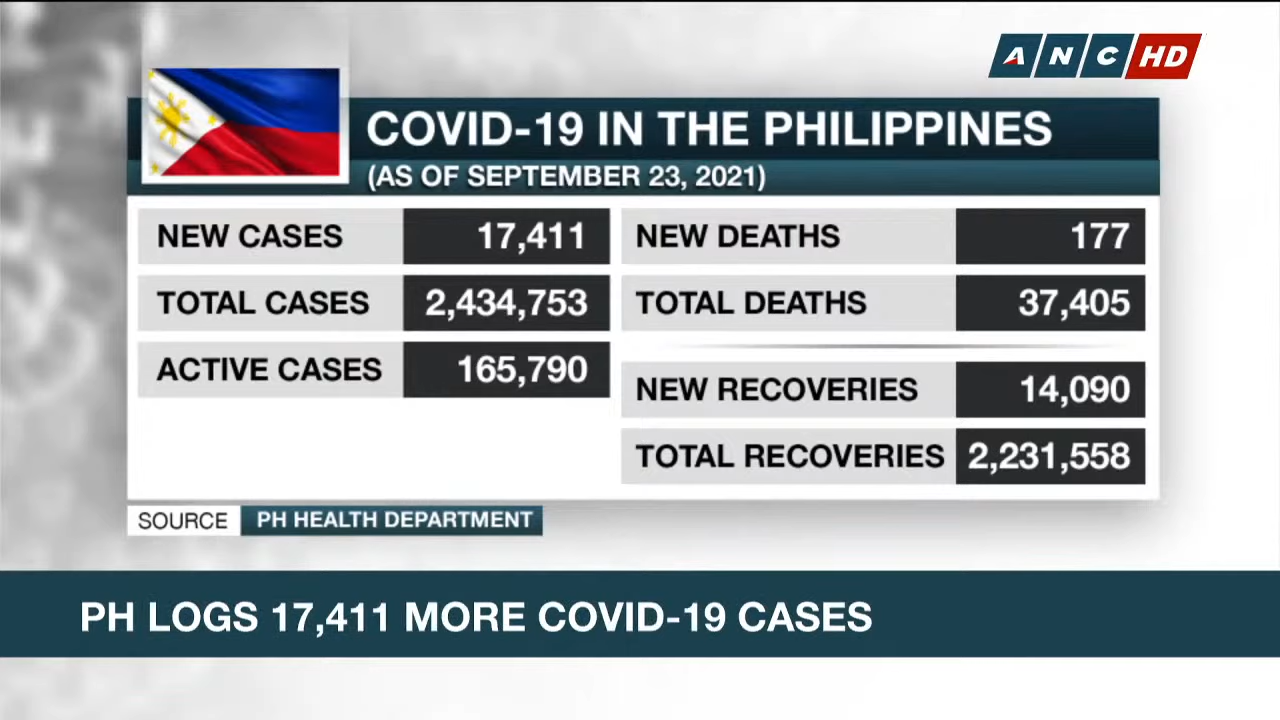 ANC HD
COVID-19 IN THE PHILIPPINES
(AS OF SEPTEMBER 23, 2021)
NEW CASES 17,411
TOTAL CASES 2,434,753
ACTIVE CASES 165,790
NEW DEATHS 177
TOTAL DEATHS 37,405
NEW RECOVERIES 14,090
TOTAL RECOVERIES 2,231,558
SOURCE PH HEALTH DEPARTMENT
PH LOGS 17,411 MORE COVID-19 CASES